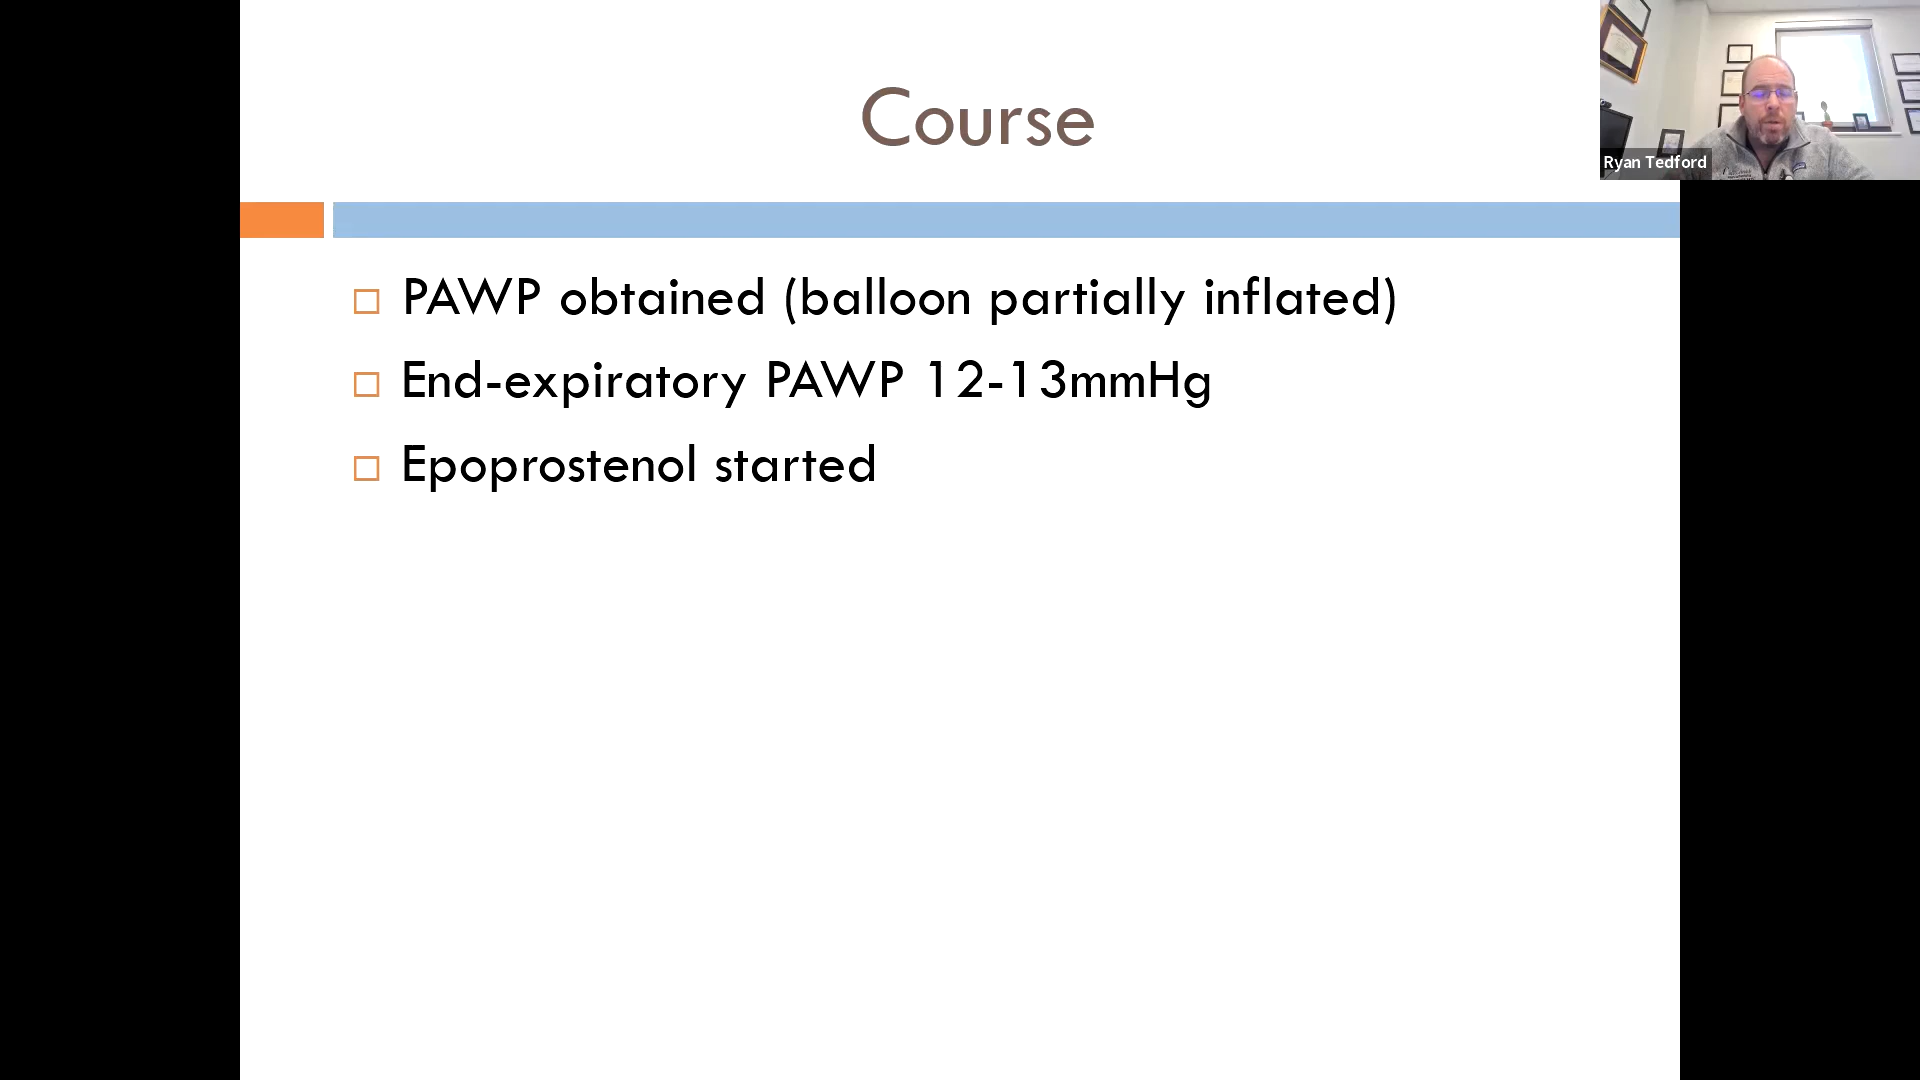 Course
Ryan Tedford
PAWP obtained (balloon partially inflated)
End-expiratory PAWP 12-13mmHg
Epoprostenol started